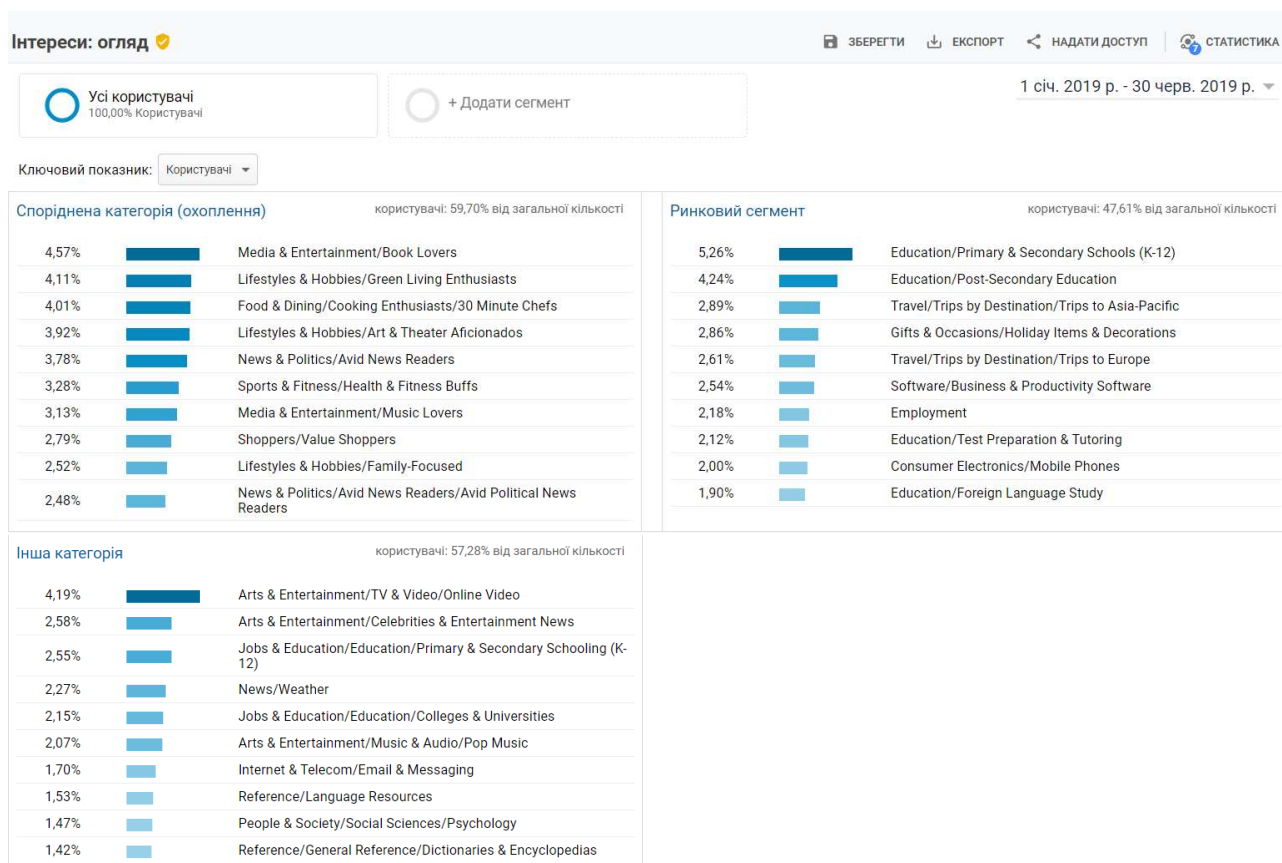 Інтереси: огляд
ЗБЕРЕГТИ ЕКСПОРТ НАДАТИ ДОСТУП 7 СТАТИСТИКА
Усі користувачі
100,00% Користувачі
+ Додати сегмент
1 січ. 2019 р. - 30 черв. 2019 р.
Ключовий показник: Користувачі
Споріднена категорія (охоплення) користувачі: 59,70% від загальної кількості
4,57% Media & Entertainment/Book Lovers
4,11% Lifestyles & Hobbies/Green Living Enthusiasts
4,01% Food & Dining/Cooking Enthusiasts/30 Minute Chefs
3,92% Lifestyles & Hobbies/Art & Theater Aficionados
3,78% News & Politics/Avid News Readers
3,28% Sports & Fitness/Health & Fitness Buffs
3,13% Media & Entertainment/Music Lovers
2,79% Shoppers/Value Shoppers
2,52% Lifestyles & Hobbies/Family-Focused
2,48% News & Politics/Avid News Readers/Avid Political News
Readers
Ринковий сегмент користувачі: 47,61% від загальної кількості
5,26% Education/Primary & Secondary Schools (K-12)
4,24% Education/Post-Secondary Education
2,89% Travel/Trips by Destination/Trips to Asia-Pacific
2,86% Gifts & Occasions/Holiday Items & Decorations
2,61% Travel/Trips by Destination/Trips to Europe
2,54% Software/Business & Productivity Software
2,18% Employment
2,12% Education/Test Preparation & Tutoring
2,00% Consumer Electronics/Mobile Phones
1,90% Education/Foreign Language Study
Інша категорія користувачі: 57,28% від загальної кількості
4,19% Arts & Entertainment/TV & Video/Online Video
2,58% Arts & Entertainment/Celebrities & Entertainment News
2,55% Jobs & Education/Education/Primary & Secondary Schooling (K-
12)
2,27% News/Weather
2,15% Jobs & Education/Education/Colleges & Universities
2,07% Arts & Entertainment/Music & Audio/Pop Music
1,70% Internet & Telecom/Email & Messaging
1,53% Reference/Language Resources
1,47% People & Society/Social Sciences/Psychology
1,42% Reference/General Reference/Dictionaries & Encyclopedias